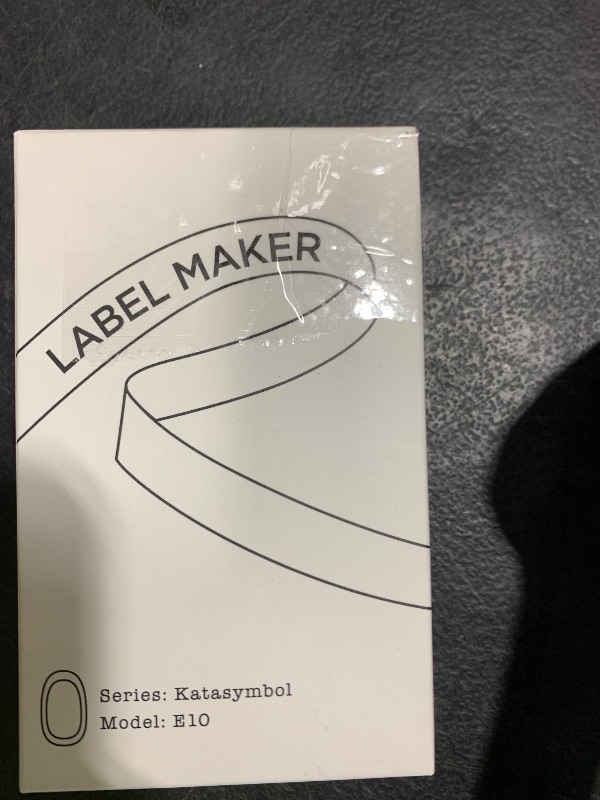 LABEL MAKER
Series: Katasymbol
Model: E10